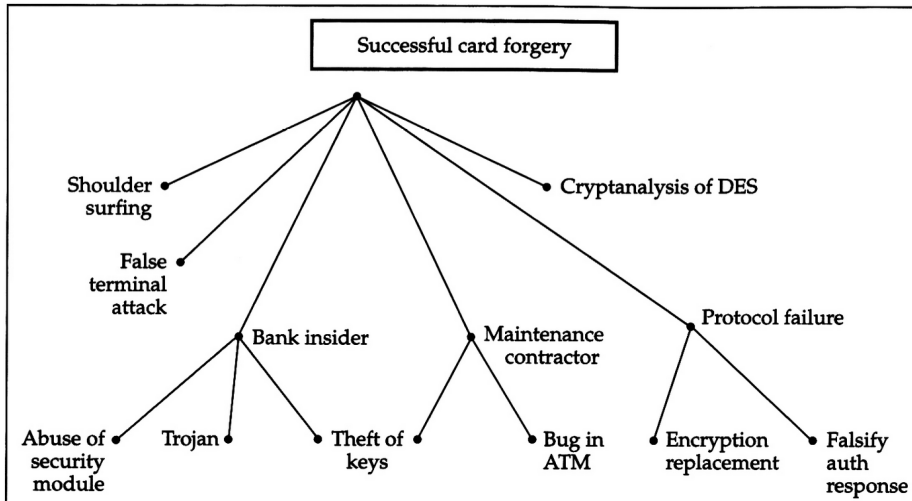 Successful card forgery
Shoulder
surfing
Cryptanalysis of DES
False
terminal
attack
Bank insider
Maintenance
contractor
Protocol failure
Abuse of
security
module
Trojan
Theft of
keys
Bug in
ATM
Encryption
replacement
Falsify
auth
response